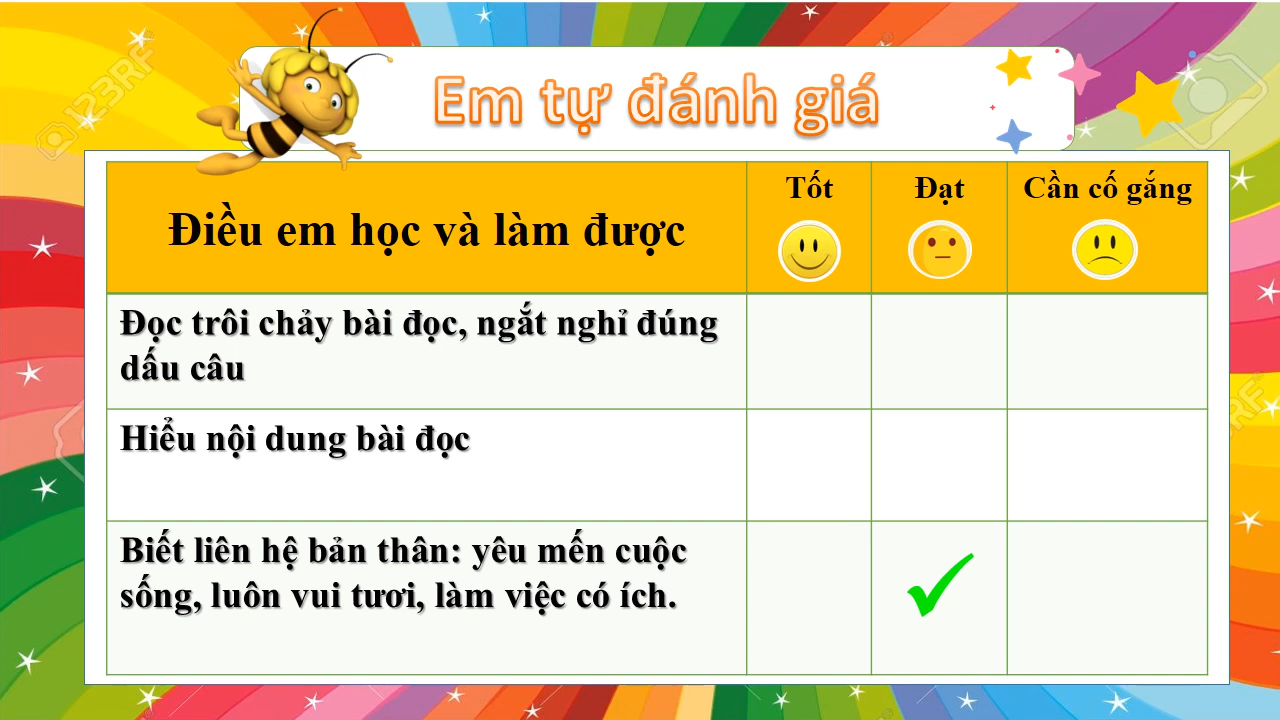 Em tự đánh giá
Điều em học và làm được
Tốt
Đạt
Cần cố gắng
Đọc trôi chảy bài đọc, ngắt nghỉ đúng
dấu câu
Hiểu nội dung bài đọc
Biết liên hệ bản thân: yêu mến cuộc
sống, luôn vui tươi, làm việc có ích.
123RF